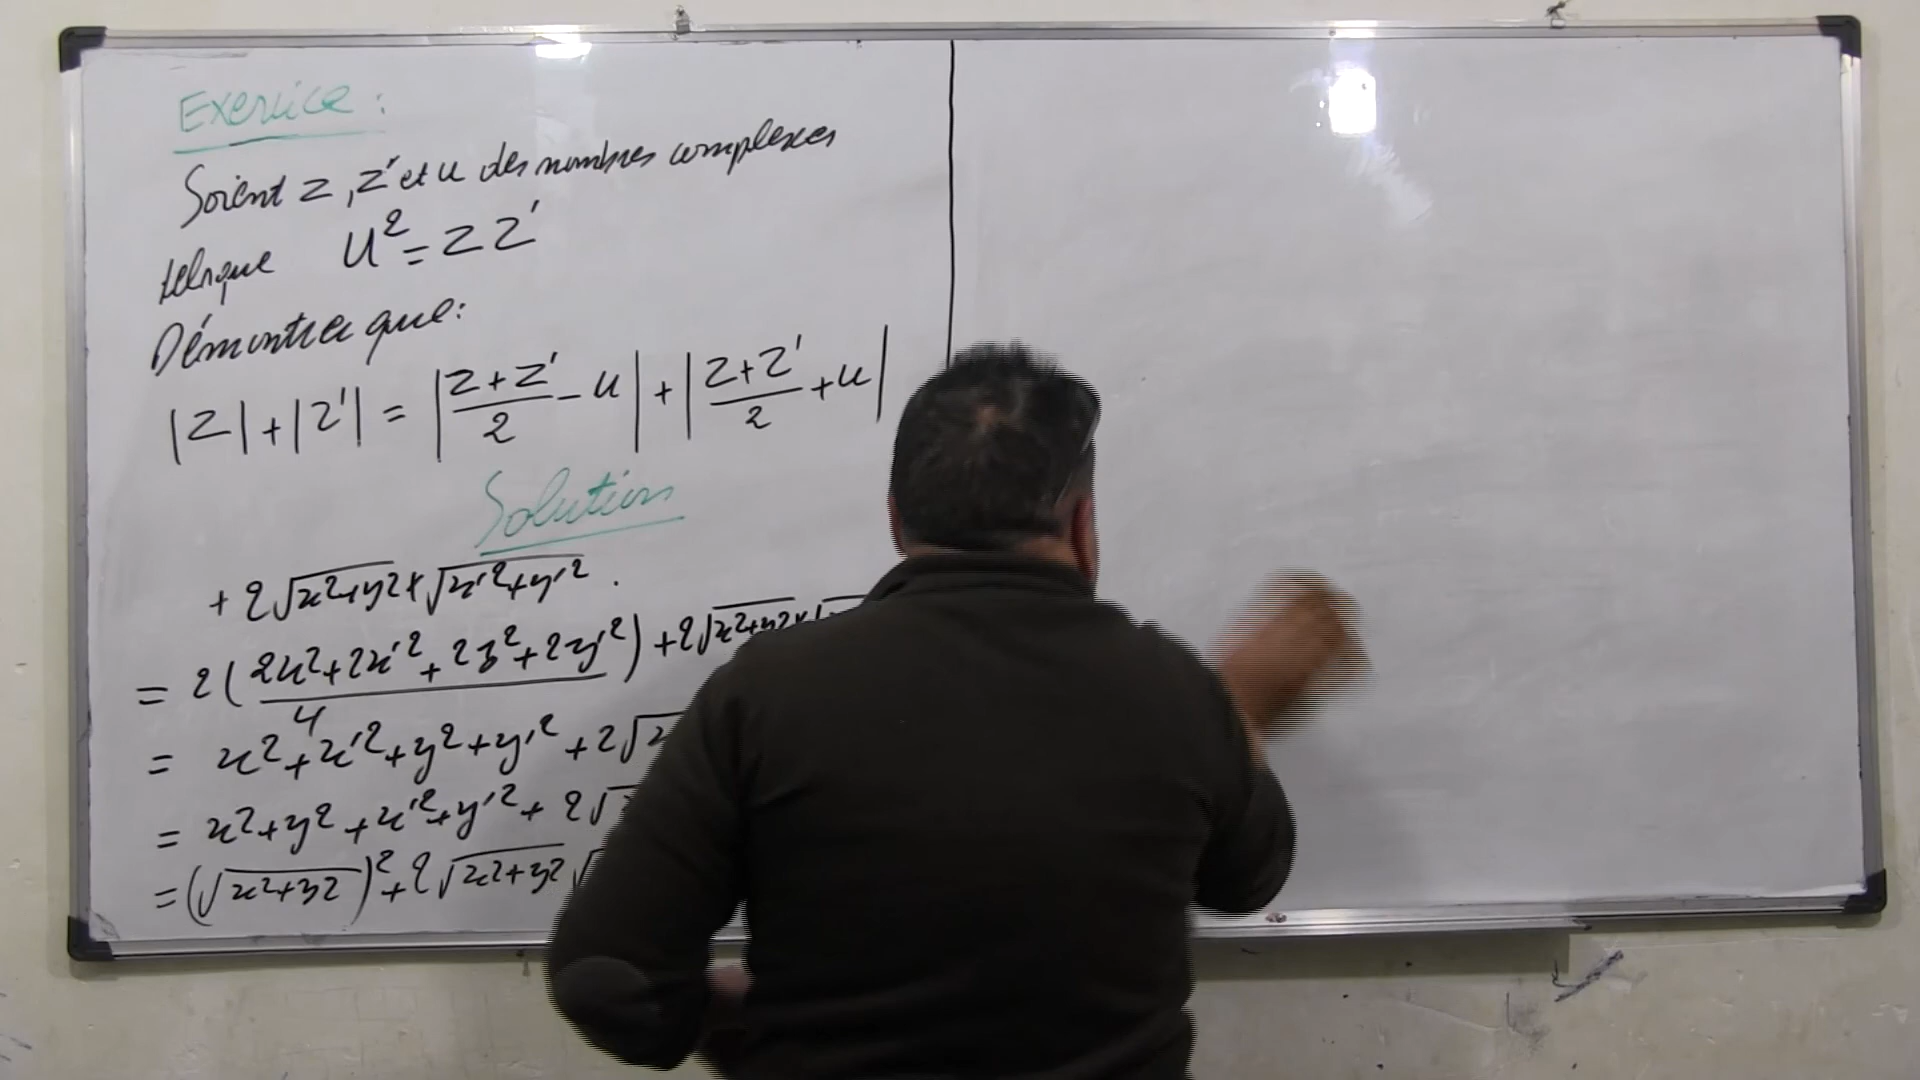 Exercice :
Soient z, z' et u des nombres complexes
telsque u² = z z'
Démontrer que :
|z| + |z'| = |(z+z')/2 - u| + |(z+z')/2 + u|
Solution
+ 2√(x²+y²) × √(x'²+y'²) .
= 2( (2x²+2x'²+2y²+2y'²)/4 ) + 2√(x²+y²) ×
= x²+x'²+y²+y'² + 2√
= x²+y²+x'²+y'² + 2√
= (√(x²+y²))² + 2√(x²+y²) √